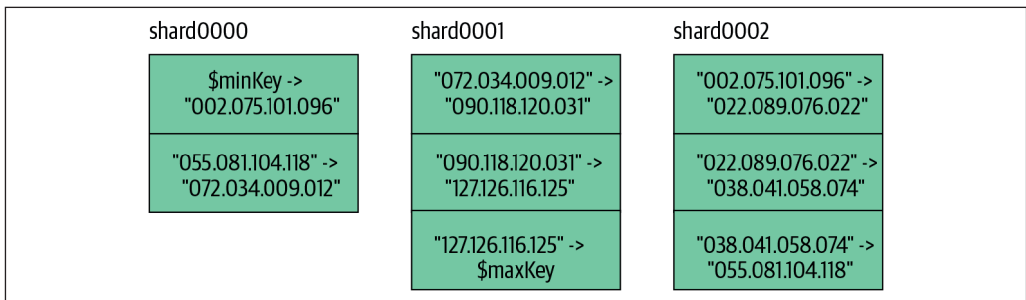 shard0000
$minKey ->
"002.075.101.096"
"055.081.104.118" ->
"072.034.009.012"
shard0001
"072.034.009.012" ->
"090.118.120.031"
"090.118.120.031" ->
"127.126.116.125"
"127.126.116.125" ->
$maxKey
shard0002
"002.075.101.096" ->
"022.089.076.022"
"022.089.076.022" ->
"038.041.058.074"
"038.041.058.074" ->
"055.081.104.118"